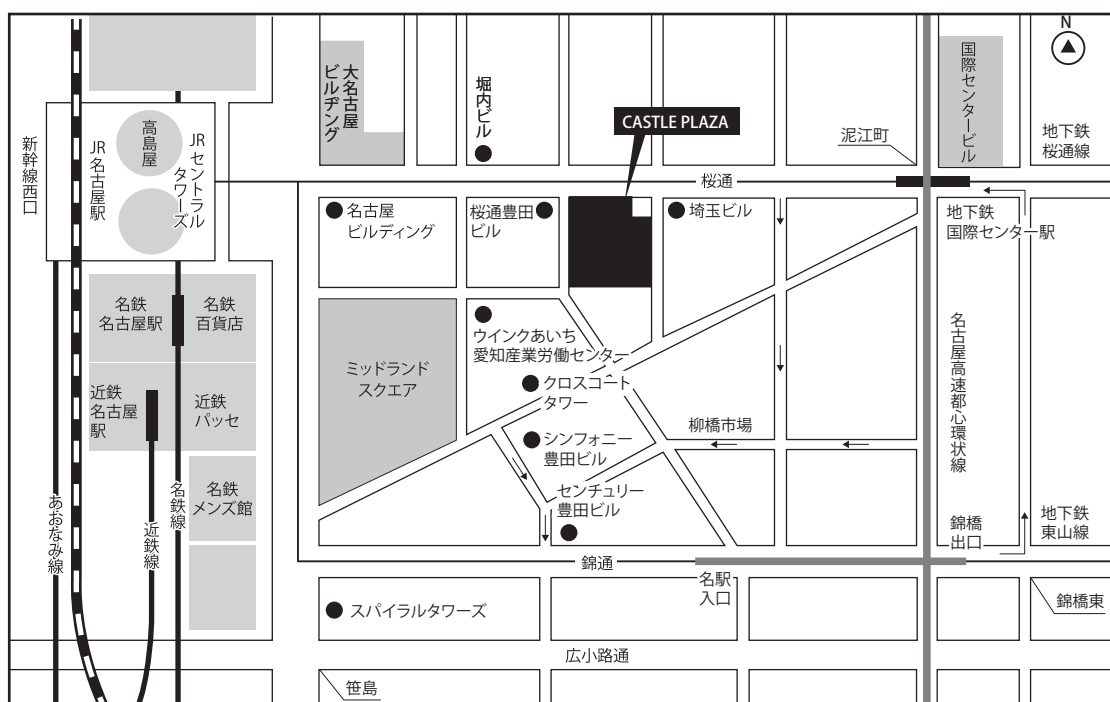 N
大名古屋
ビルヂング
堀内ビル
CASTLE PLAZA
泥江町
国際センタービル
地下鉄
桜通線
新幹線西口
JR名古屋駅
高島屋
JRセントラル
タワーズ
桜通
名古屋
ビルディング
桜通豊田
ビル
埼玉ビル
地下鉄
国際センター駅
名鉄
名古屋駅
名鉄
百貨店
ミッドランド
スクエア
ウインクあいち
愛知産業労働センター
クロスコート
タワー
近鉄
名古屋
駅
近鉄
パッセ
シンフォニー
豊田ビル
柳橋市場
名古屋高速都心環状線
センチュリー
豊田ビル
名鉄
メンズ館
あおなみ線
近鉄線
名鉄線
錦橋
出口
地下鉄
東山線
錦通
名駅
入口
スパイラルタワーズ
錦橋東
広小路通
笹島